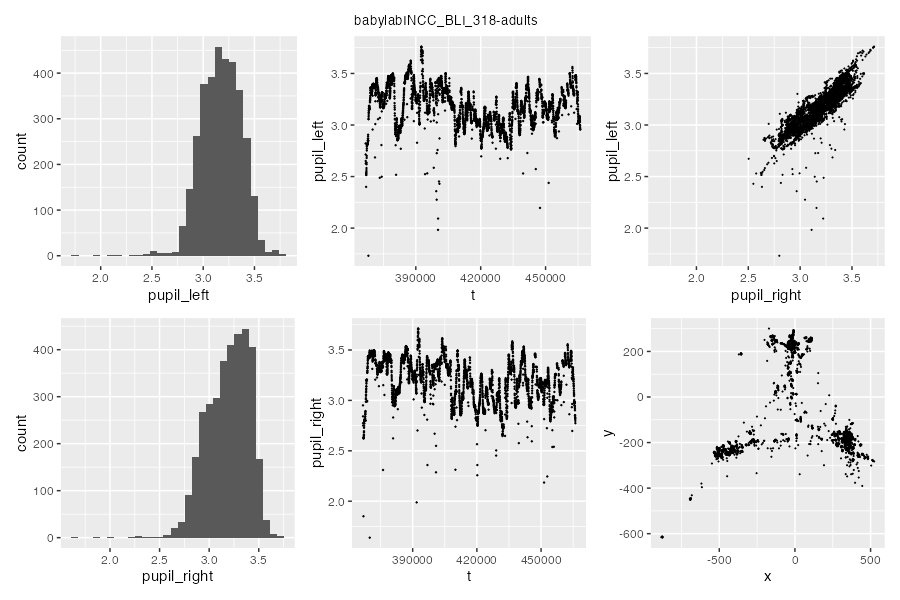 babylabINCC_BLI_318-adults
400
300
200
100
0
count
2.0 2.5 3.0 3.5
pupil_left
3.5
3.0
2.5
2.0
pupil_left
390000 420000 450000
t
3.5
3.0
2.5
2.0
pupil_left
2.0 2.5 3.0 3.5
pupil_right
400
300
200
100
0
count
2.0 2.5 3.0 3.5
pupil_right
3.5
3.0
2.5
2.0
pupil_right
390000 420000 450000
t
200
0
-200
-400
-600
y
-500 0 500
x